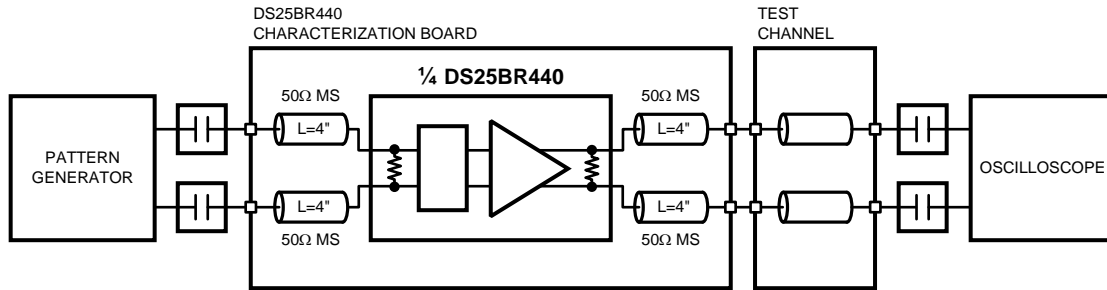 DS25BR440
CHARACTERIZATION BOARD
TEST
CHANNEL
¼ DS25BR440
50Ω MS
50Ω MS
L=4"
L=4"
PATTERN
GENERATOR
OSCILLOSCOPE
L=4"
L=4"
50Ω MS
50Ω MS